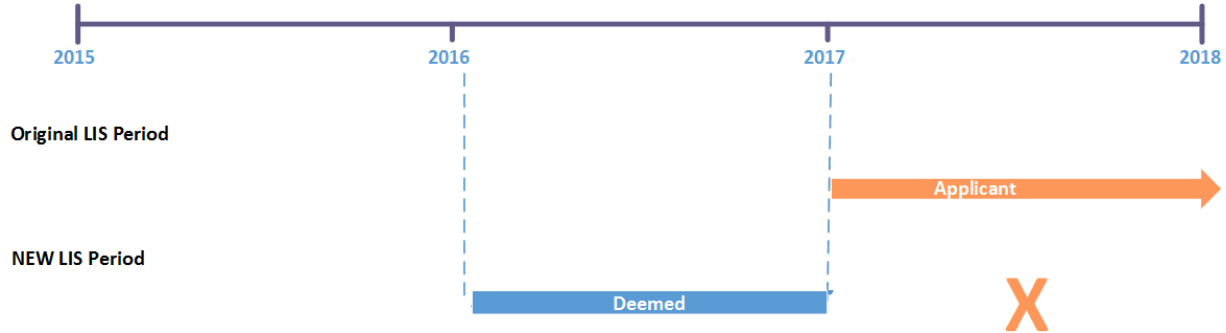 2015 2016 2017 2018
Original LIS Period
Applicant
NEW LIS Period
Deemed
X